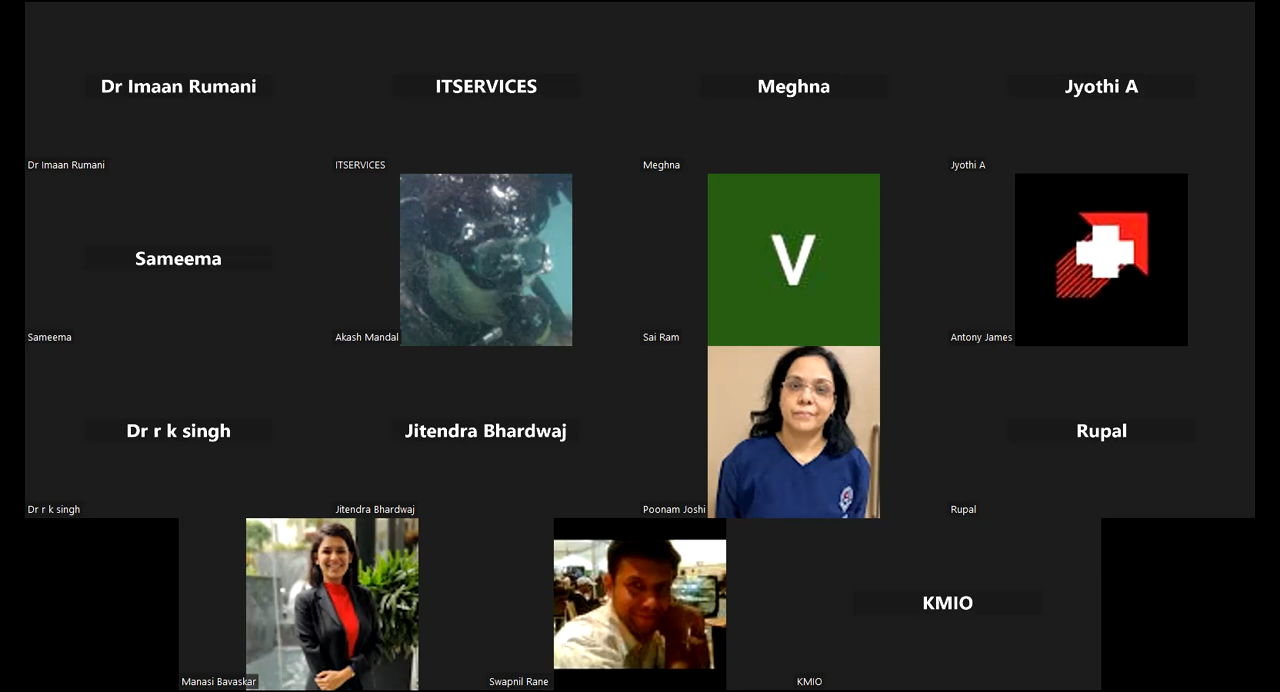 Dr Imaan Rumani
ITSERVICES
Meghna
Jyothi A
Dr Imaan Rumani
ITSERVICES
Meghna
Jyothi A
Sameema
V
Sameema
Akash Mandal
Sai Ram
Antony James
Dr r k singh
Jitendra Bhardwaj
Rupal
Dr r k singh
Jitendra Bhardwaj
Poonam Joshi
Rupal
KMIO
Manasi Bavaskar
Swapnil Rane
KMIO